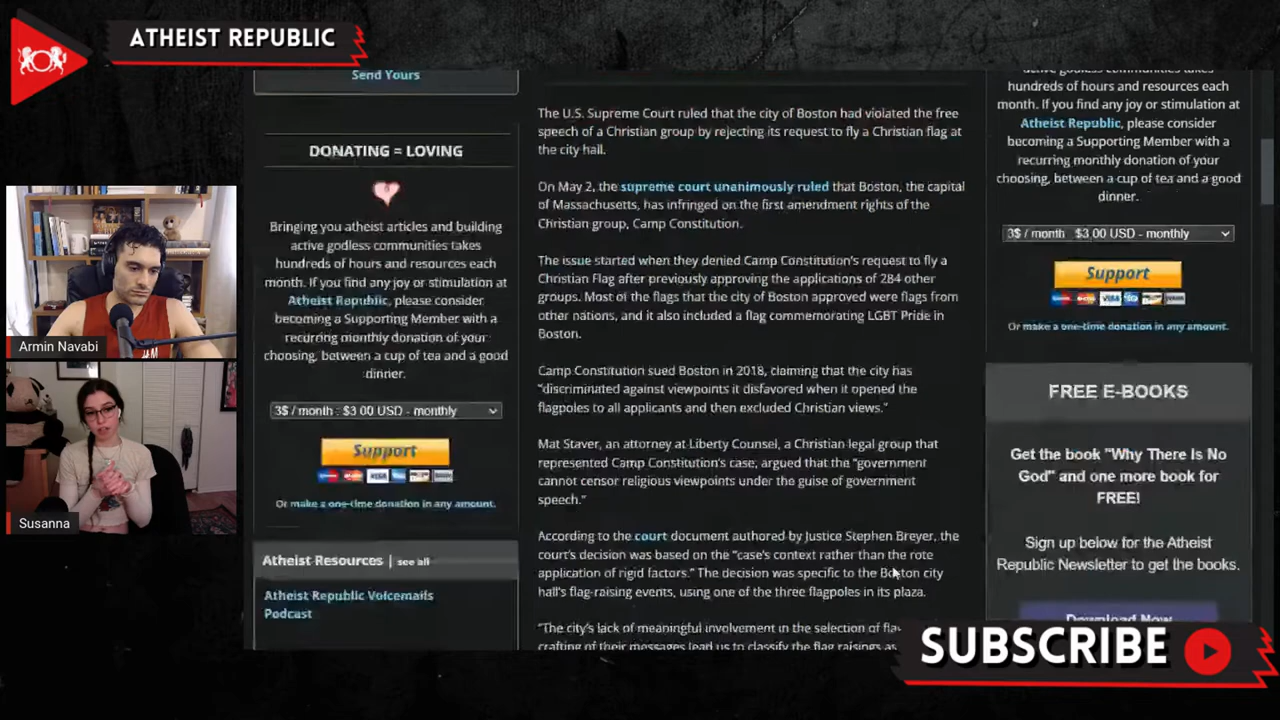 ATHEIST REPUBLIC
Send Yours
DONATING = LOVING
Bringing you atheist articles and building
active godless communities takes
hundreds of hours and resources each
month. If you find any joy or stimulation at
Atheist Republic, please consider
becoming a Supporting Member with a
recurring monthly donation of your
choosing, between a cup of tea and a good
dinner.
3$ / month : $3.00 USD - monthly
Support
Or make a one-time donation in any amount.
Atheist Resources | see all
Atheist Republic Voicemails
Podcast
The U.S. Supreme Court ruled that the city of Boston had violated the free
speech of a Christian group by rejecting its request to fly a Christian flag at
the city hall.
On May 2, the supreme court unanimously ruled that Boston, the capital
of Massachusetts, has infringed on the first amendment rights of the
Christian group, Camp Constitution.
The issue started when they denied Camp Constitution's request to fly a
Christian Flag after previously approving the applications of 284 other
groups. Most of the flags that the city of Boston approved were flags from
other nations, and it also included a flag commemorating LGBT Pride in
Boston.
Camp Constitution sued Boston in 2018, claiming that the city has
"discriminated against viewpoints it disfavored when it opened the
flagpoles to all applicants and then excluded Christian views."
Mat Staver, an attorney at Liberty Counsel, a Christian legal group that
represented Camp Constitution's case, argued that the "government
cannot censor religious viewpoints under the guise of government
speech."
According to the court document authored by Justice Stephen Breyer, the
court's decision was based on the "case's context rather than the rote
application of rigid factors." The decision was specific to the Boston city
hall's flag-raising events, using one of the three flagpoles in its plaza.
"The city's lack of meaningful involvement in the selection of
crafting of their messages lead us to classify the flag raisings as
active godless communities takes
hundreds of hours and resources each
month. If you find any joy or stimulation at
Atheist Republic, please consider
becoming a Supporting Member with a
recurring monthly donation of your
choosing, between a cup of tea and a good
dinner.
3$ / month $3.00 USD - monthly
Support
Or make a one-time donation in any amount.
FREE E-BOOKS
Get the book "Why There Is No
God" and one more book for
FREE!
Sign up below for the Atheist
Republic Newsletter to get the books.
Download Now
Armin Navabi
Susanna
SUBSCRIBE